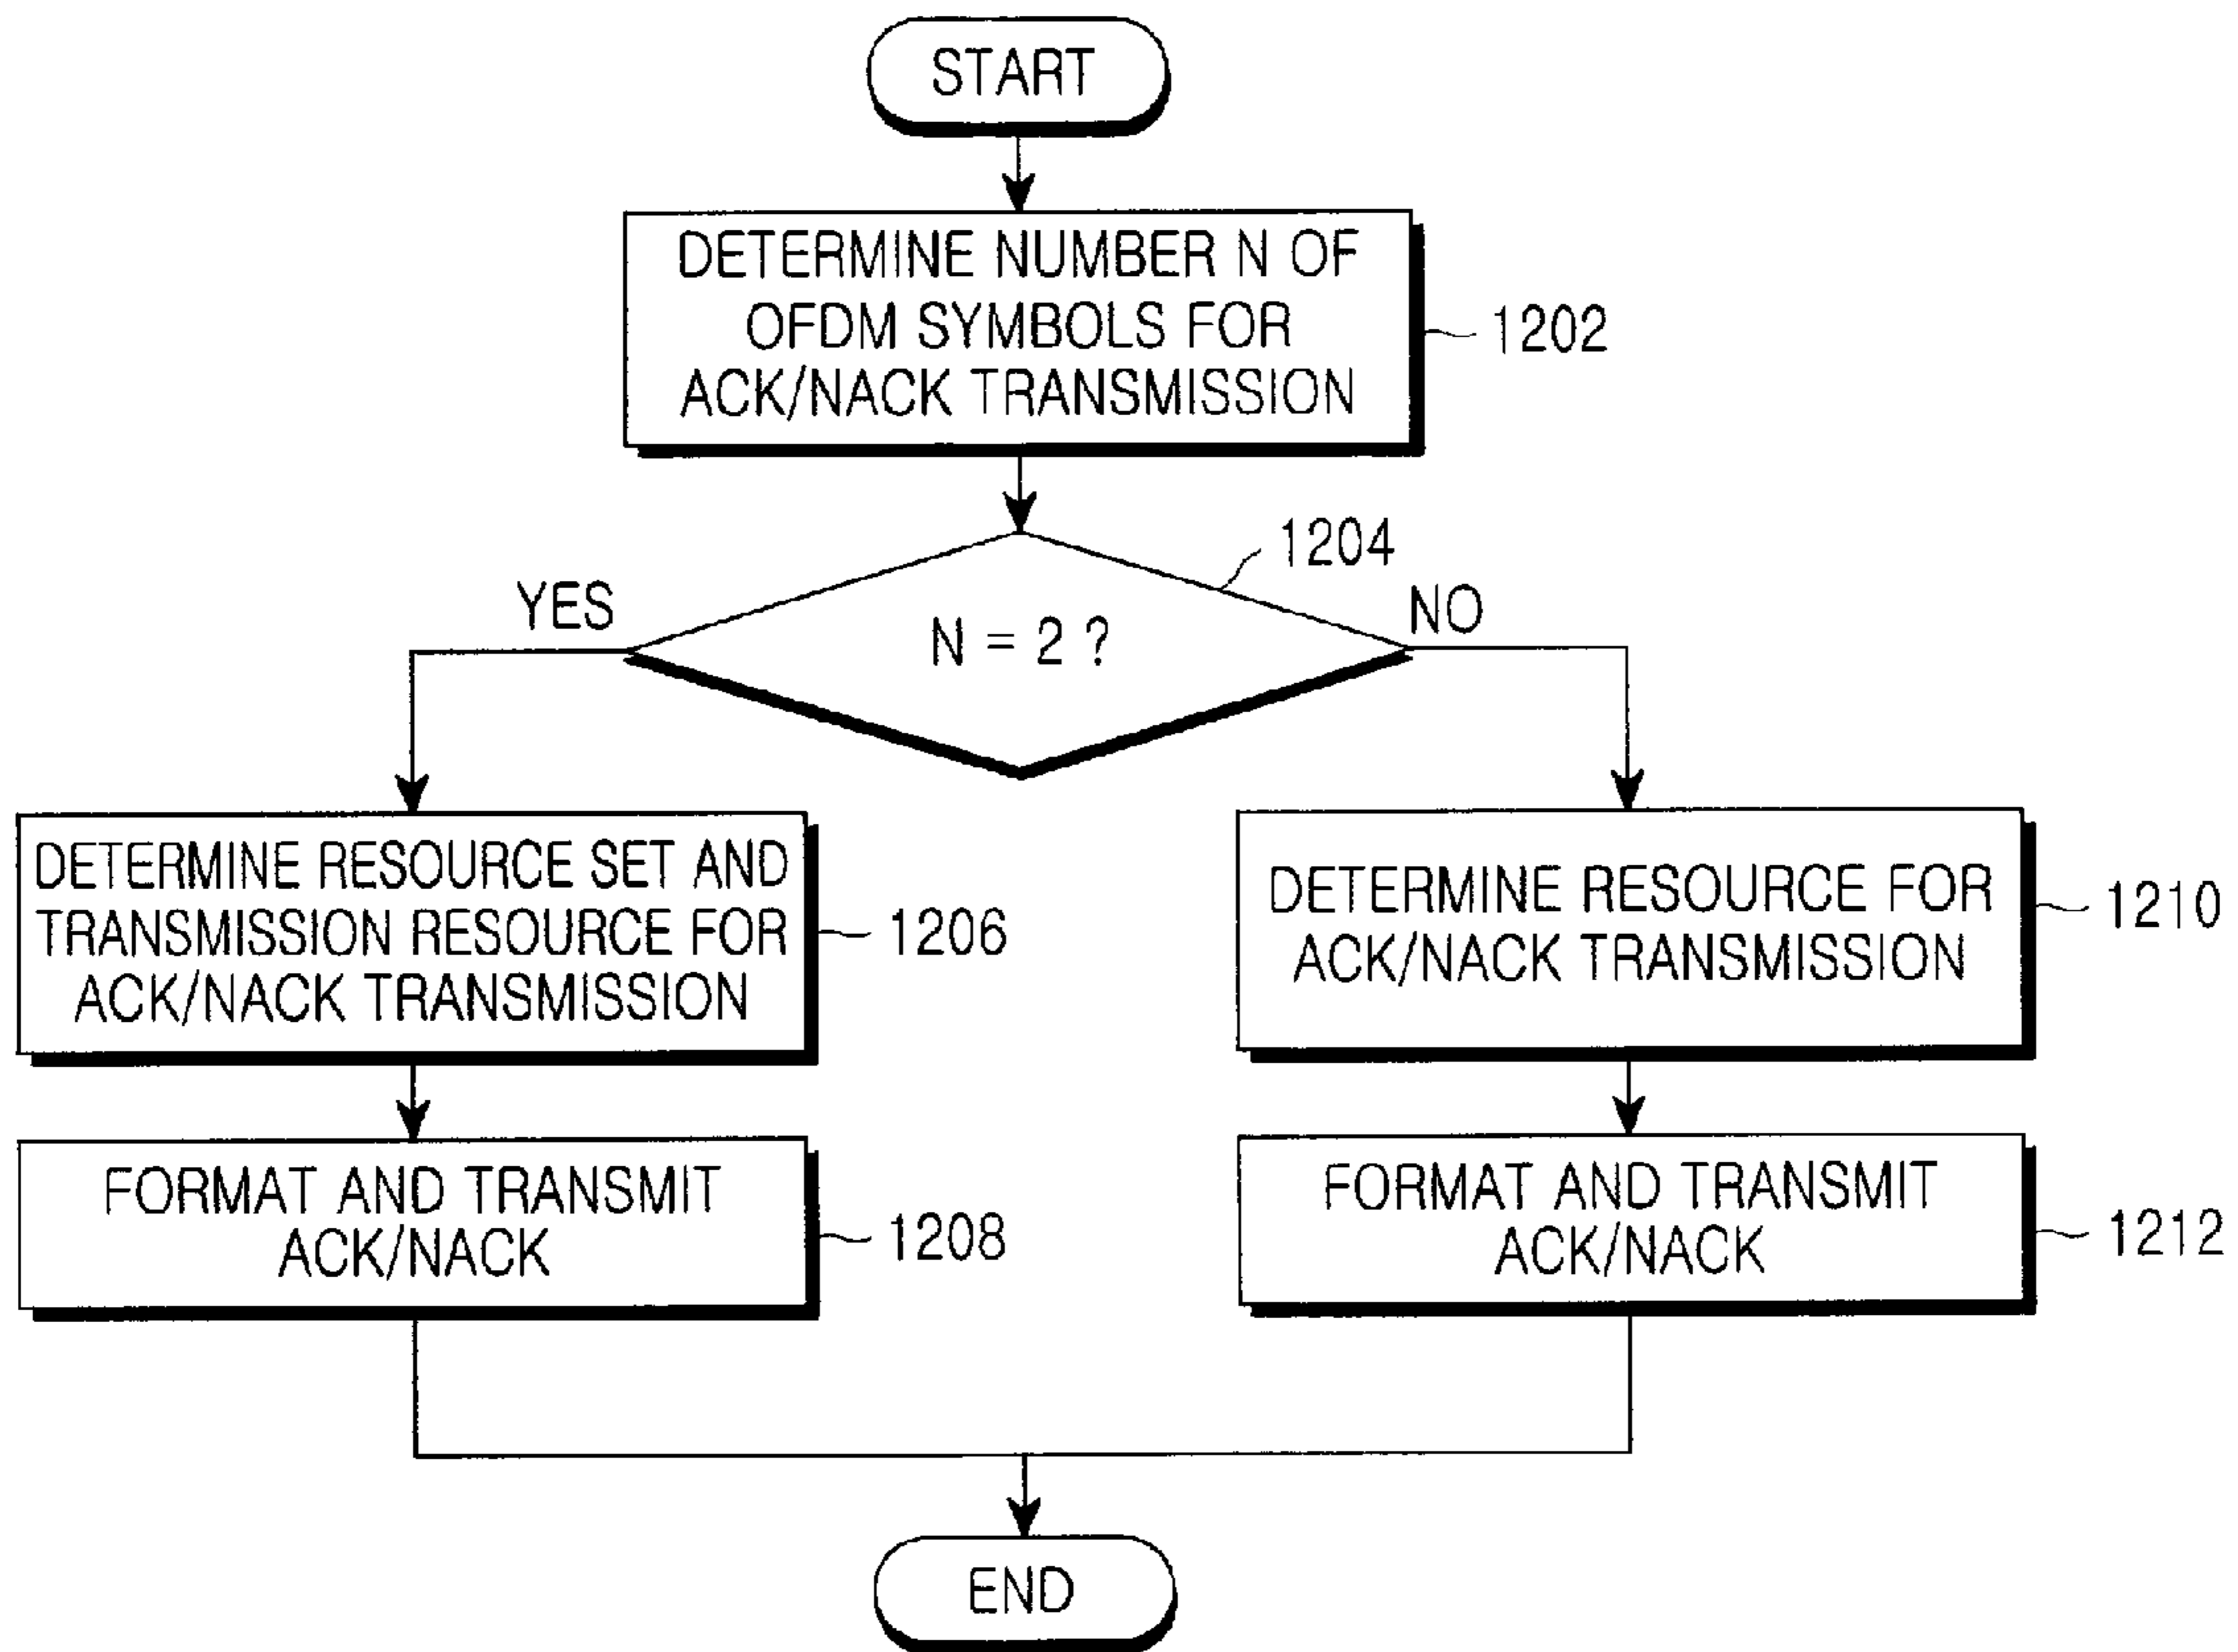 START
DETERMINE NUMBER N OF
OFDM SYMBOLS FOR
ACK/NACK TRANSMISSION
1202
1204
YES
N = 2 ?
NO
DETERMINE RESOURCE SET AND
TRANSMISSION RESOURCE FOR
ACK/NACK TRANSMISSION
1206
DETERMINE RESOURCE FOR
ACK/NACK TRANSMISSION
1210
FORMAT AND TRANSMIT
ACK/NACK
1208
FORMAT AND TRANSMIT
ACK/NACK
1212
END